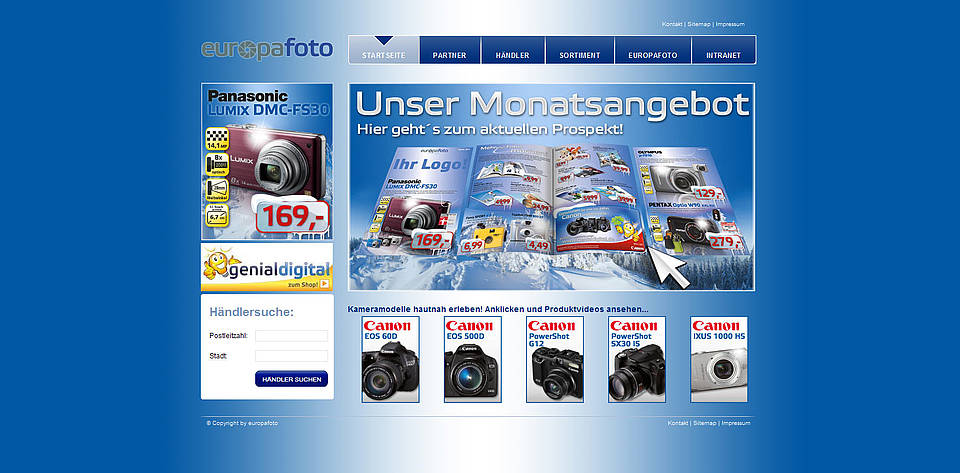 Kontakt | Sitemap | Impressum
europafoto
STARTSEITE
PARTNER
HÄNDLER
SORTIMENT
EUROPAFOTO
INTRANET
Panasonic
LUMIX DMC-FS30
14,1 MP
8x
optisch
Weitwinkel
6,7 cm
LUMIX
169,-
genialdigital
zum Shop!
Händlersuche:
Postleitzahl:
Stadt:
HÄNDLER SUCHEN
Unser Monatsangebot
Hier geht´s zum aktuellen Prospekt!
europafoto
Ihr Logo!
Panasonic
LUMIX DMC-FS30
169,-
6,99
4,49
Canon
OLYMPUS
129,-
PENTAX Optio W90
279,-
Kameramodelle hautnah erleben! Anklicken und Produktvideos ansehen...
Canon
EOS 60D
Canon
EOS 500D
Canon
PowerShot
G12
Canon
PowerShot
SX30 IS
Canon
IXUS 1000 HS
© Copyright by europafoto
Kontakt | Sitemap | Impressum